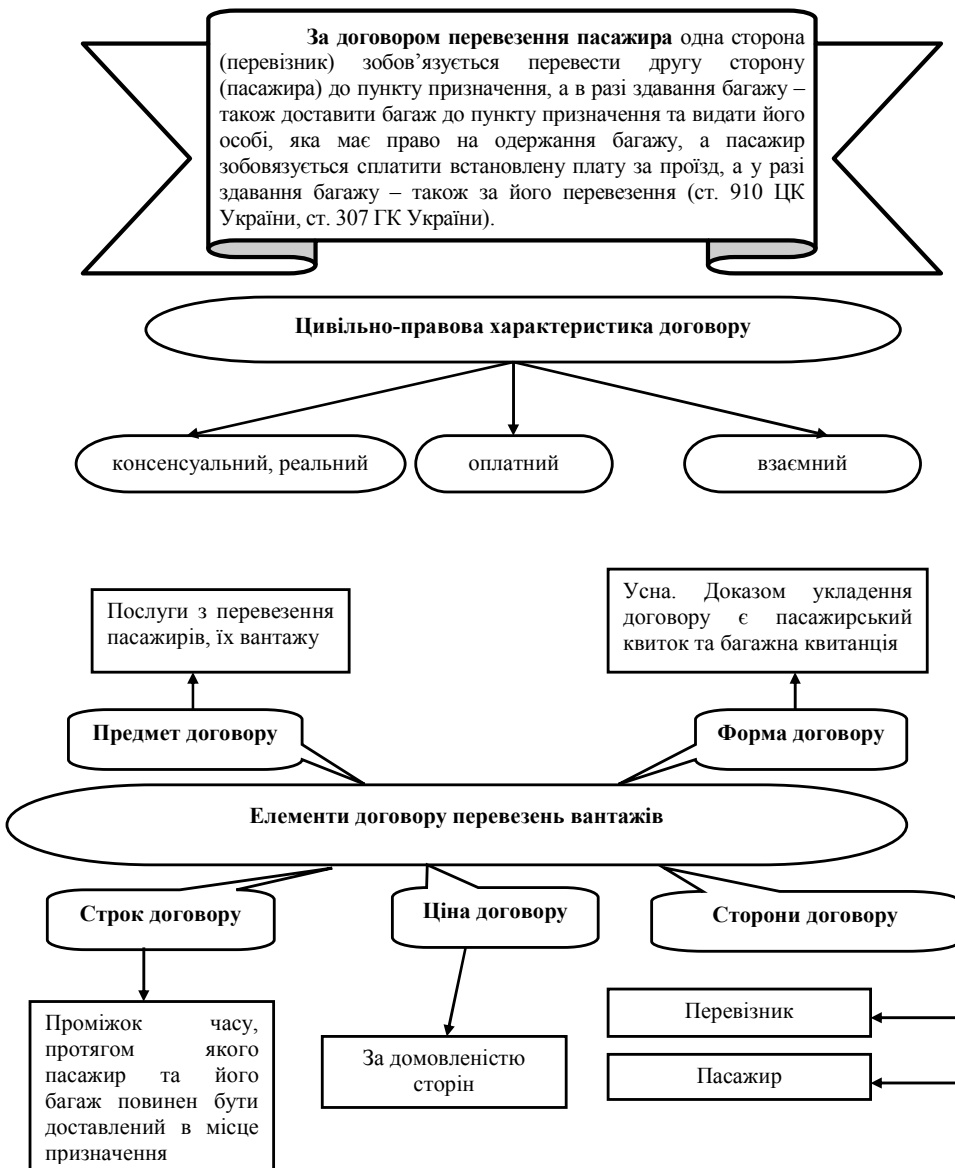 За договором перевезення пасажира одна сторона
(перевізник) зобов’язується перевести другу сторону
(пасажира) до пункту призначення, а в разі здавання багажу –
також доставити багаж до пункту призначення та видати його
особі, яка має право на одержання багажу, а пасажир
зобовязується сплатити встановлену плату за проїзд, а у разі
здавання багажу – також за його перевезення (ст. 910 ЦК
України, ст. 307 ГК України).
Цивільно-правова характеристика договору
консенсуальний, реальний
оплатний
взаємний
Послуги з перевезення
пасажирів, їх вантажу
Усна. Доказом укладення
договору є пасажирський
квиток та багажна квитанція
Предмет договору
Форма договору
Елементи договору перевезень вантажів
Строк договору
Ціна договору
Сторони договору
Проміжок часу,
протягом якого
пасажир та його
багаж повинен бути
доставлений в місце
призначення
За домовленістю
сторін
Перевізник
Пасажир